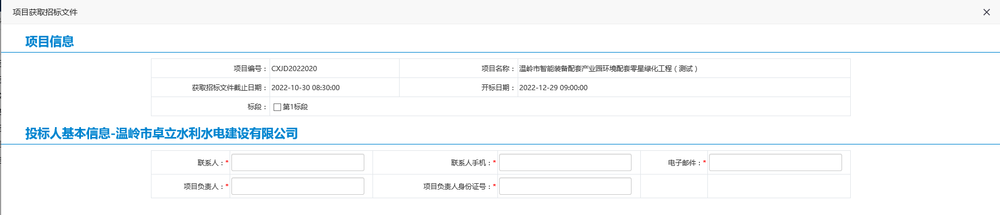 项目获取招标文件
项目信息
项目编号： CXJD2022020 项目名称： 温岭市智能装备配套产业园环境配套零星绿化工程（测试）
获取招标文件截止日期： 2022-10-30 08:30:00 开标日期： 2022-12-29 09:00:00
标段： 第1标段
投标人基本信息-温岭市卓立水利水电建设有限公司
联系人：* 联系人手机：* 电子邮件：*
项目负责人：* 项目负责人身份证号：*